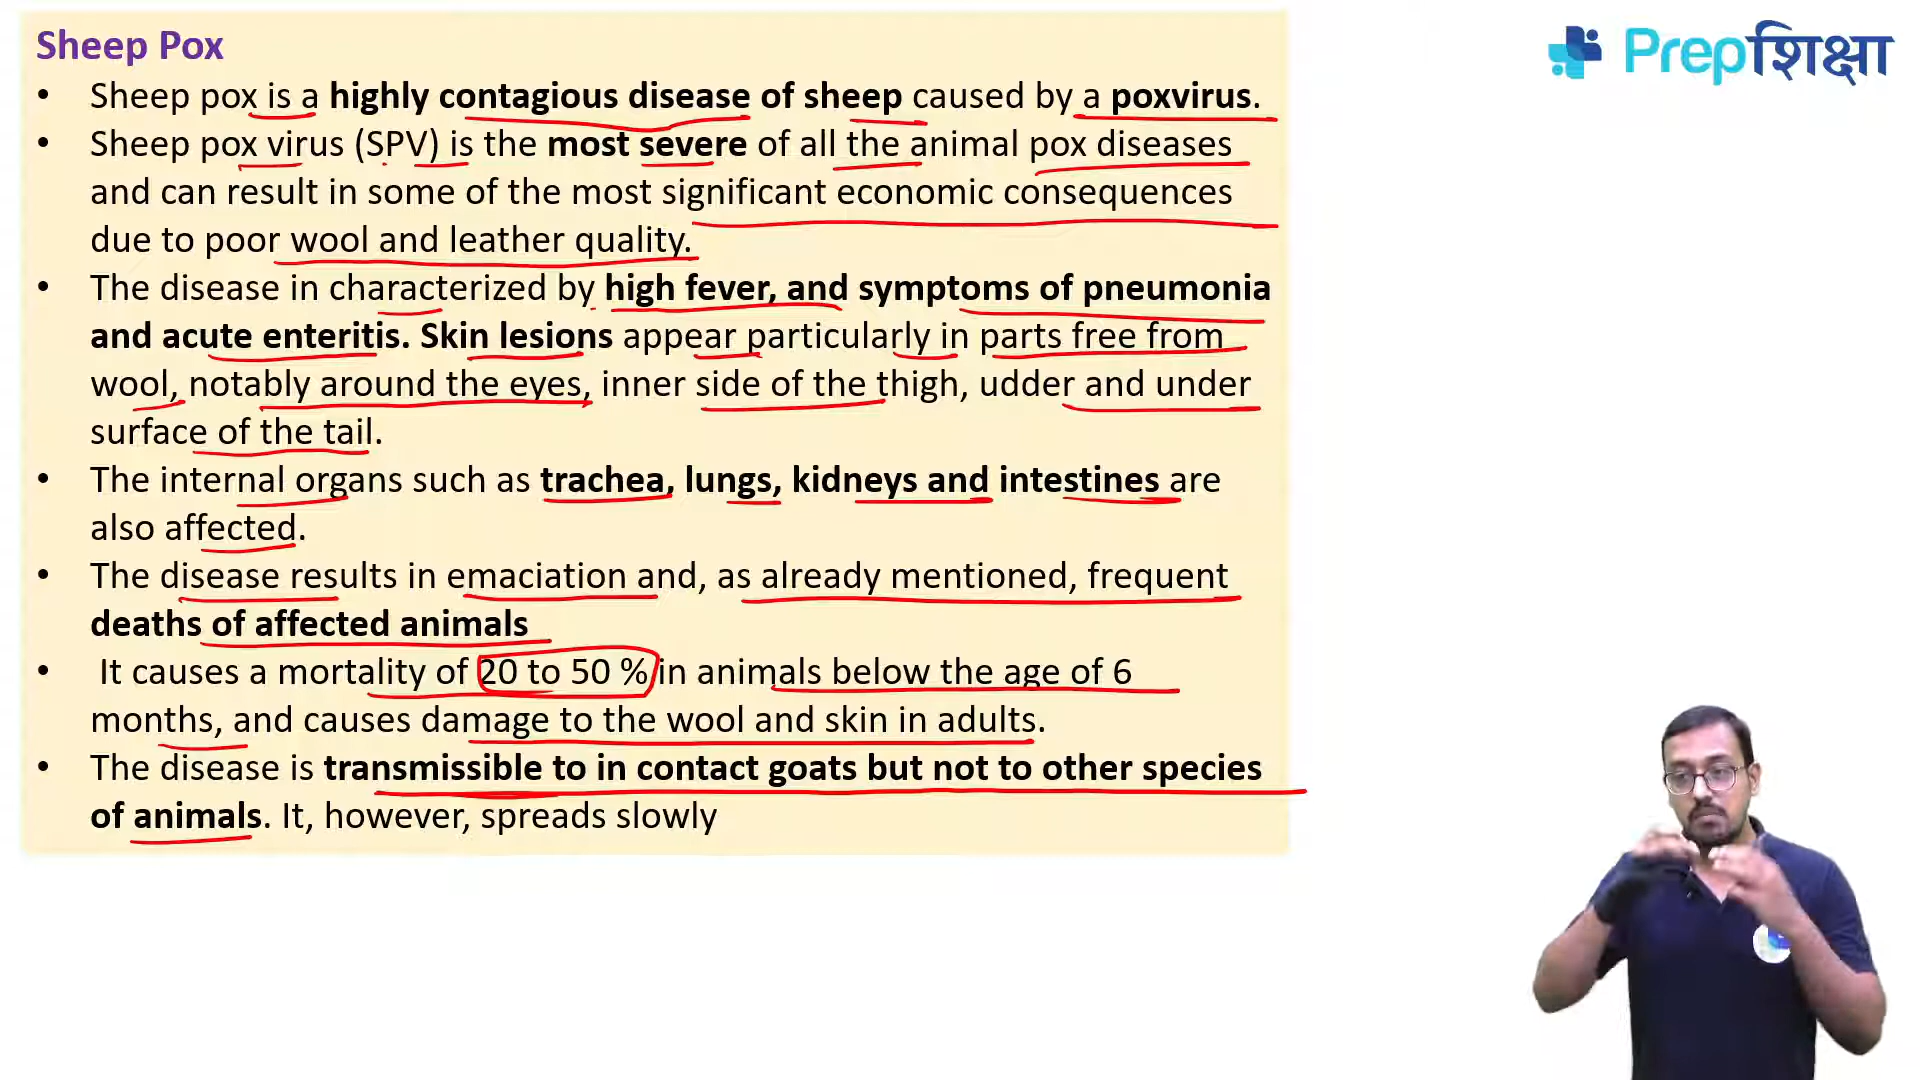 Sheep Pox
Prepशिक्षा
• Sheep pox is a highly contagious disease of sheep caused by a poxvirus.
• Sheep pox virus (SPV) is the most severe of all the animal pox diseases
and can result in some of the most significant economic consequences
due to poor wool and leather quality.
• The disease in characterized by high fever, and symptoms of pneumonia
and acute enteritis. Skin lesions appear particularly in parts free from
wool, notably around the eyes, inner side of the thigh, udder and under
surface of the tail.
• The internal organs such as trachea, lungs, kidneys and intestines are
also affected.
• The disease results in emaciation and, as already mentioned, frequent
deaths of affected animals
• It causes a mortality of 20 to 50 % in animals below the age of 6
months, and causes damage to the wool and skin in adults.
• The disease is transmissible to in contact goats but not to other species
of animals. It, however, spreads slowly